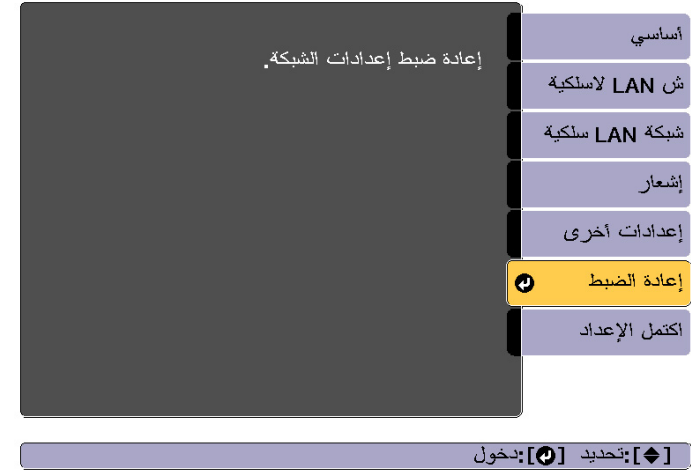 أساسي
ش LAN لاسلكية
شبكة LAN سلكية
إشعار
إعدادات أخرى
إعادة الضبط
اكتمل الإعداد
إعادة ضبط إعدادات الشبكة.
[◆]:تحديد [↵]:دخول